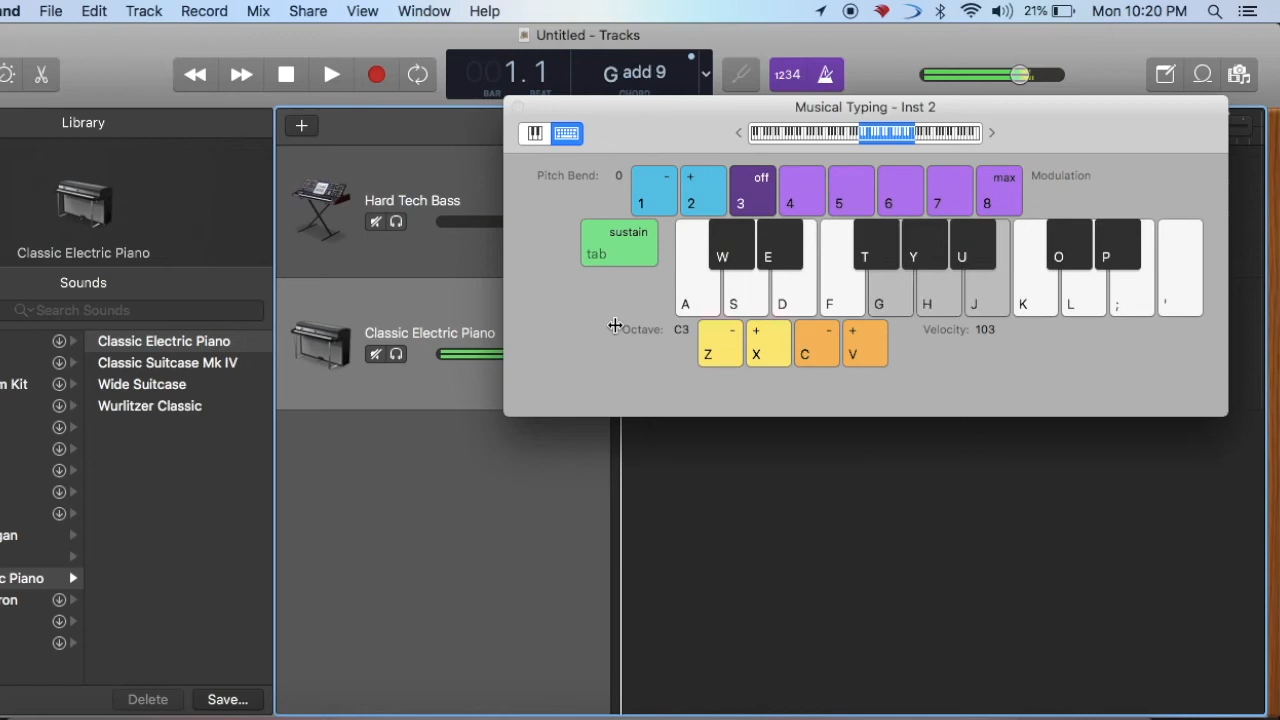 and File Edit Track Record Mix Share View Window Help 21% Mon 10:20 PM
Untitled - Tracks
1. 1 G add 9 1234
BAR BEAT CHORD
Library
Musical Typing - Inst 2
Pitch Bend: 0 - 1 + 2 off 3 4 5 6 7 max 8 Modulation
sustain
tab
W E T Y U O P
A S D F G H J K L ; '
Octave: C3 - Z + X - C + V Velocity: 103
Hard Tech Bass
Classic Electric Piano
Classic Electric Piano
Sounds
Search Sounds
Classic Electric Piano
m Kit Classic Suitcase Mk IV
Wide Suitcase
Wurlitzer Classic
gan
c Piano
ron
Delete Save...